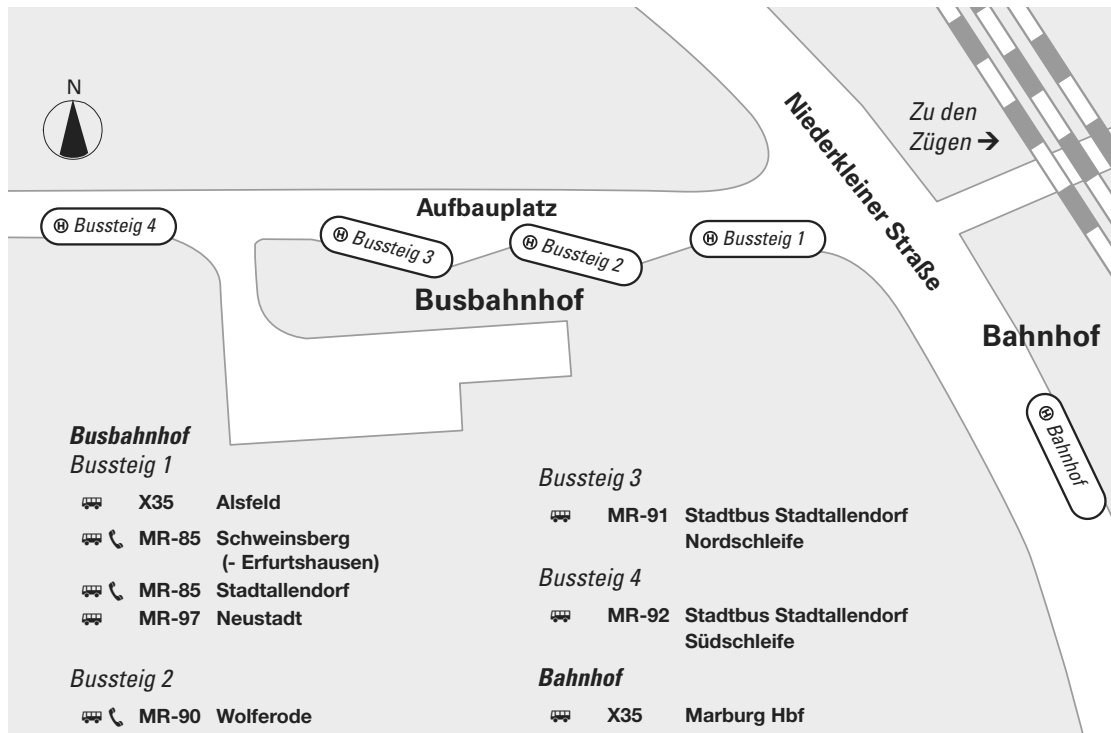 N
Zu den
Zügen →
Niederkleiner Straße
Aufbauplatz
Ⓗ Bussteig 4
Ⓗ Bussteig 3
Ⓗ Bussteig 2
Ⓗ Bussteig 1
Busbahnhof
Bahnhof
Ⓗ Bahnhof
Busbahnhof
Bussteig 1
X35 Alsfeld
MR-85 Schweinsberg
(- Erfurtshausen)
MR-85 Stadtallendorf
MR-97 Neustadt
Bussteig 2
MR-90 Wolferode
Bussteig 3
MR-91 Stadtbus Stadtallendorf
Nordschleife
Bussteig 4
MR-92 Stadtbus Stadtallendorf
Südschleife
Bahnhof
X35 Marburg Hbf